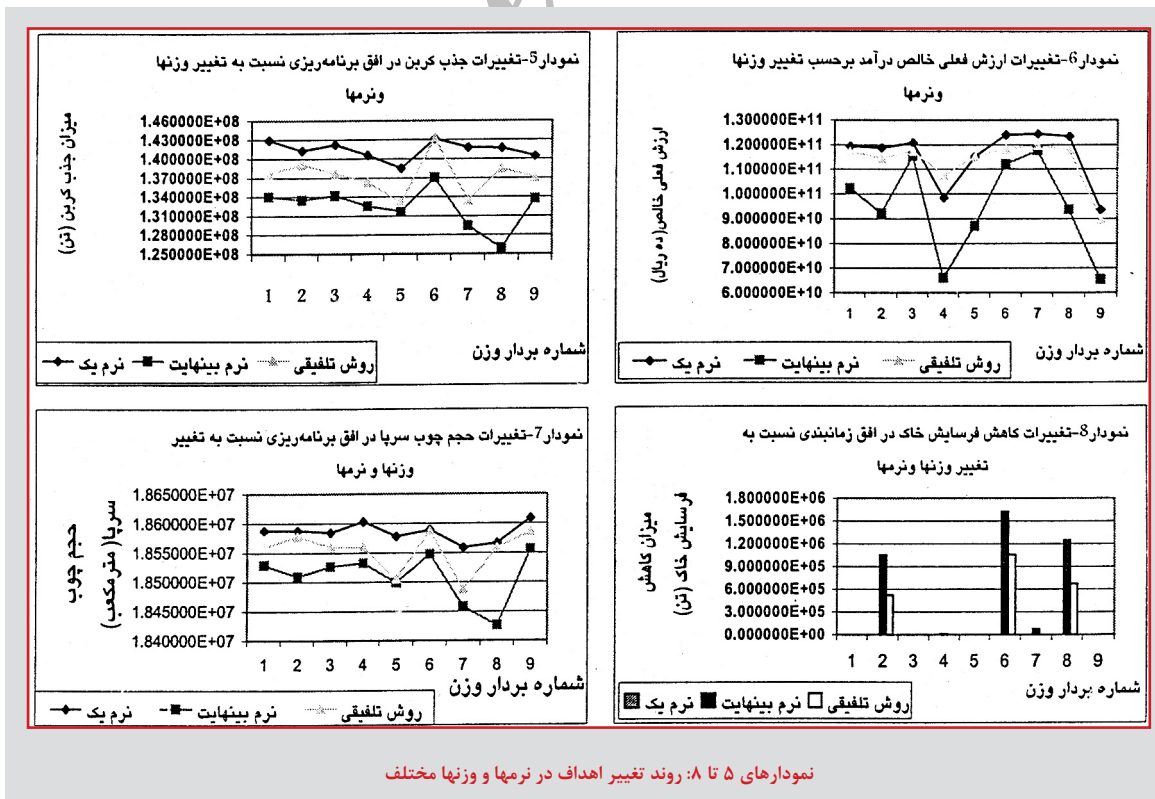 نمودار5-تغییرات جذب کربن در افق برنامه‌ریزی نسبت به تغییر وزنها
ونرمها
میزان جذب کربن (تن)
1.460000E+08
1.430000E+08
1.400000E+08
1.370000E+08
1.340000E+08
1.310000E+08
1.280000E+08
1.250000E+08
1 2 3 4 5 6 7 8 9
شماره بردار وزن
نرم یک نرم بینهایت روش تلفیقی
نمودار6-تغییرات ارزش فعلی خالص درآمد برحسب تغییر وزنها
ونرمها
ارزش فعلی خالص(ده ریال)
1.300000E+11
1.200000E+11
1.100000E+11
1.000000E+11
9.000000E+10
8.000000E+10
7.000000E+10
6.000000E+10
1 2 3 4 5 6 7 8 9
شماره بردار وزن
نرم یک نرم بینهایت روش تلفیقی
نمودار7-تغییرات حجم چوب سرپا در افق برنامه‌ریزی نسبت به تغییر
وزنها و نرمها
حجم چوب
سرپا(مترمکعب)
1.865000E+07
1.860000E+07
1.855000E+07
1.850000E+07
1.845000E+07
1.840000E+07
1 2 3 4 5 6 7 8 9
شماره بردار وزن
نرم یک نرم بینهایت روش تلفیقی
نمودار8-تغییرات کاهش فرسایش خاک در افق زمانبندی نسبت به
تغییر وزنها ونرمها
میزان کاهش
فرسایش خاک (تن)
1.800000E+06
1.500000E+06
1.200000E+06
9.000000E+05
6.000000E+05
3.000000E+05
0.000000E+00
1 2 3 4 5 6 7 8 9
شماره بردار وزن
نرم یک نرم بینهایت روش تلفیقی
نمودارهای ۵ تا ۸: روند تغییر اهداف در نرمها و وزنها مختلف